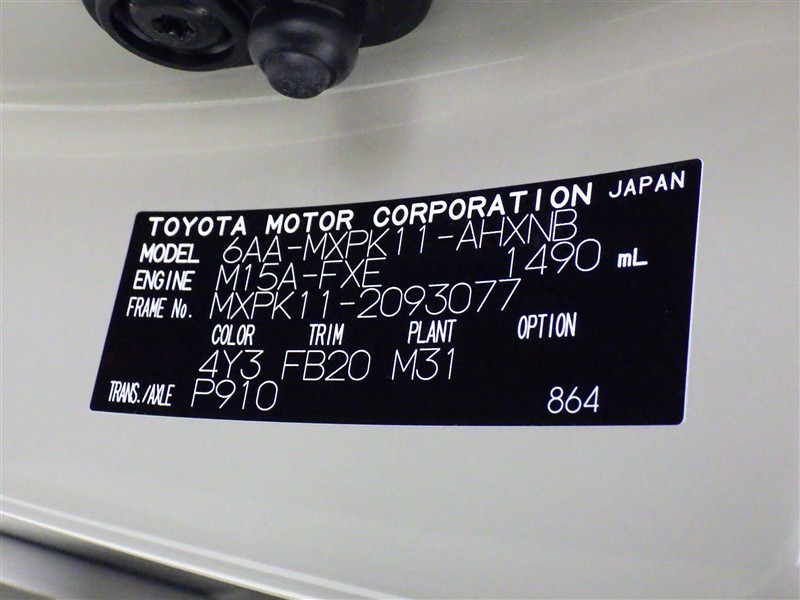 TOYOTA MOTOR CORPORATION JAPAN
MODEL 6AA-MXPK11-AHXNB
ENGINE M15A-FXE 1490 mL
FRAME No. MXPK11-2093077
COLOR TRIM PLANT OPTION
4Y3 FB20 M31
TRANS./AXLE P910 864